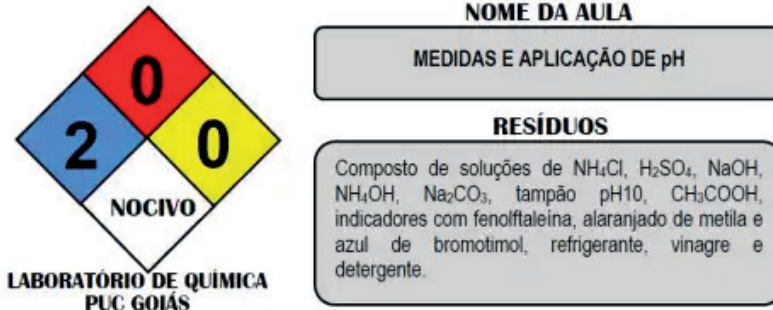 0
2
0
NOCIVO
LABORATÓRIO DE QUÍMICA
PUC GOIÁS
NOME DA AULA
MEDIDAS E APLICAÇÃO DE pH
RESÍDUOS
Composto de soluções de NH₄Cl, H₂SO₄, NaOH,
NH₄OH, Na₂CO₃, tampão pH10, CH₃COOH,
indicadores com fenolftaleína, alaranjado de metila e
azul de bromotimol, refrigerante, vinagre e
detergente.